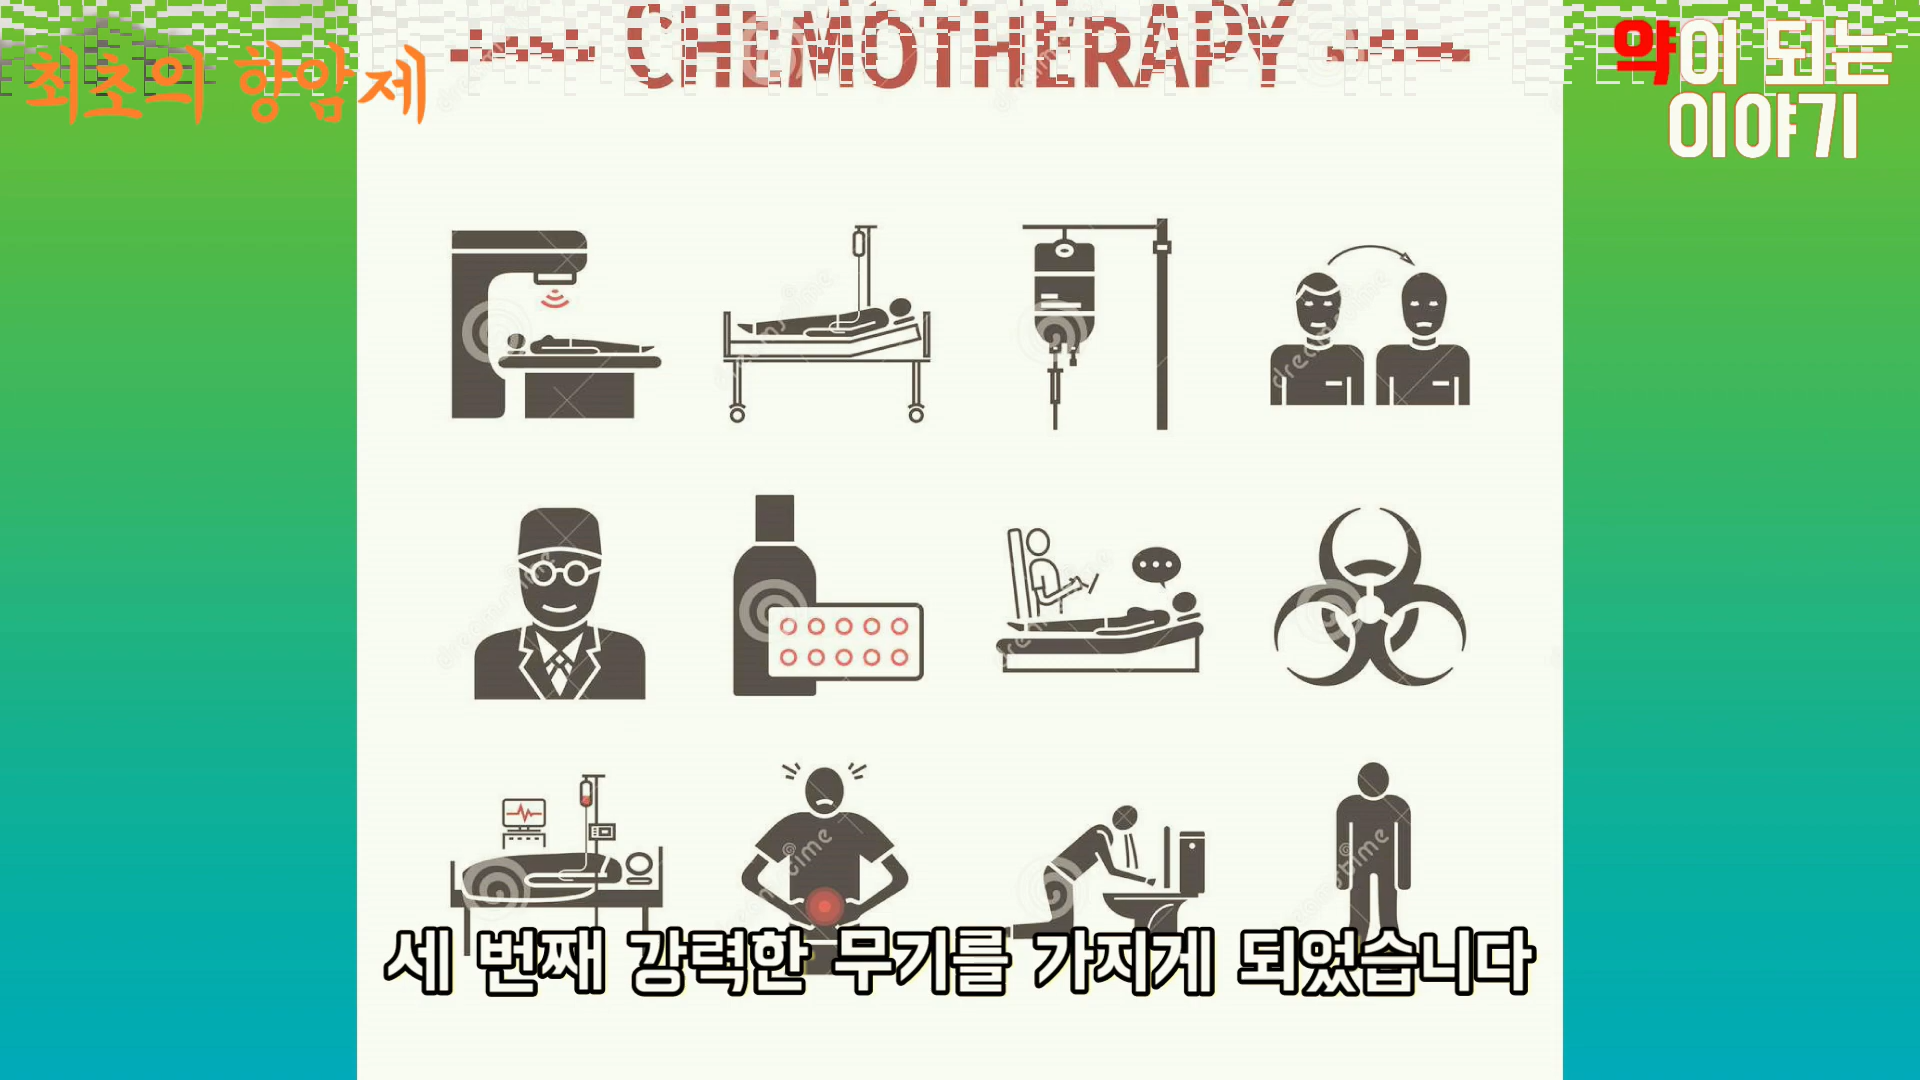 CHEMOTHERAPY
최초의 항암제
약이 되는
이야기
dreamstime
세 번째 강력한 무기를 가지게 되었습니다